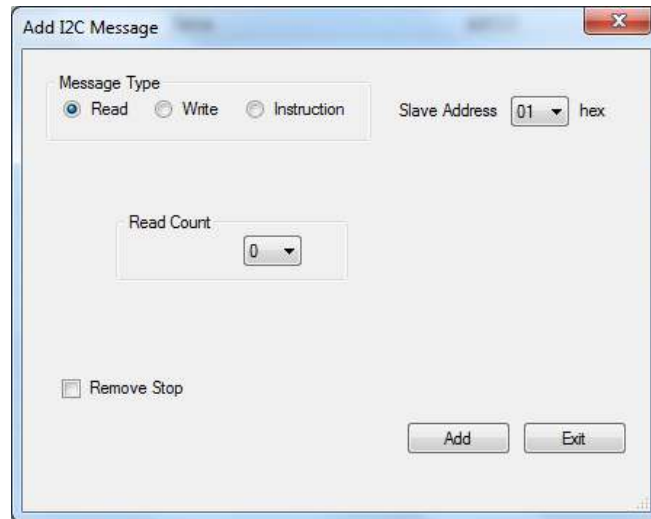 Add I2C Message
Message Type
Read Write Instruction
Slave Address 01 hex
Read Count
0
Remove Stop
Add Exit